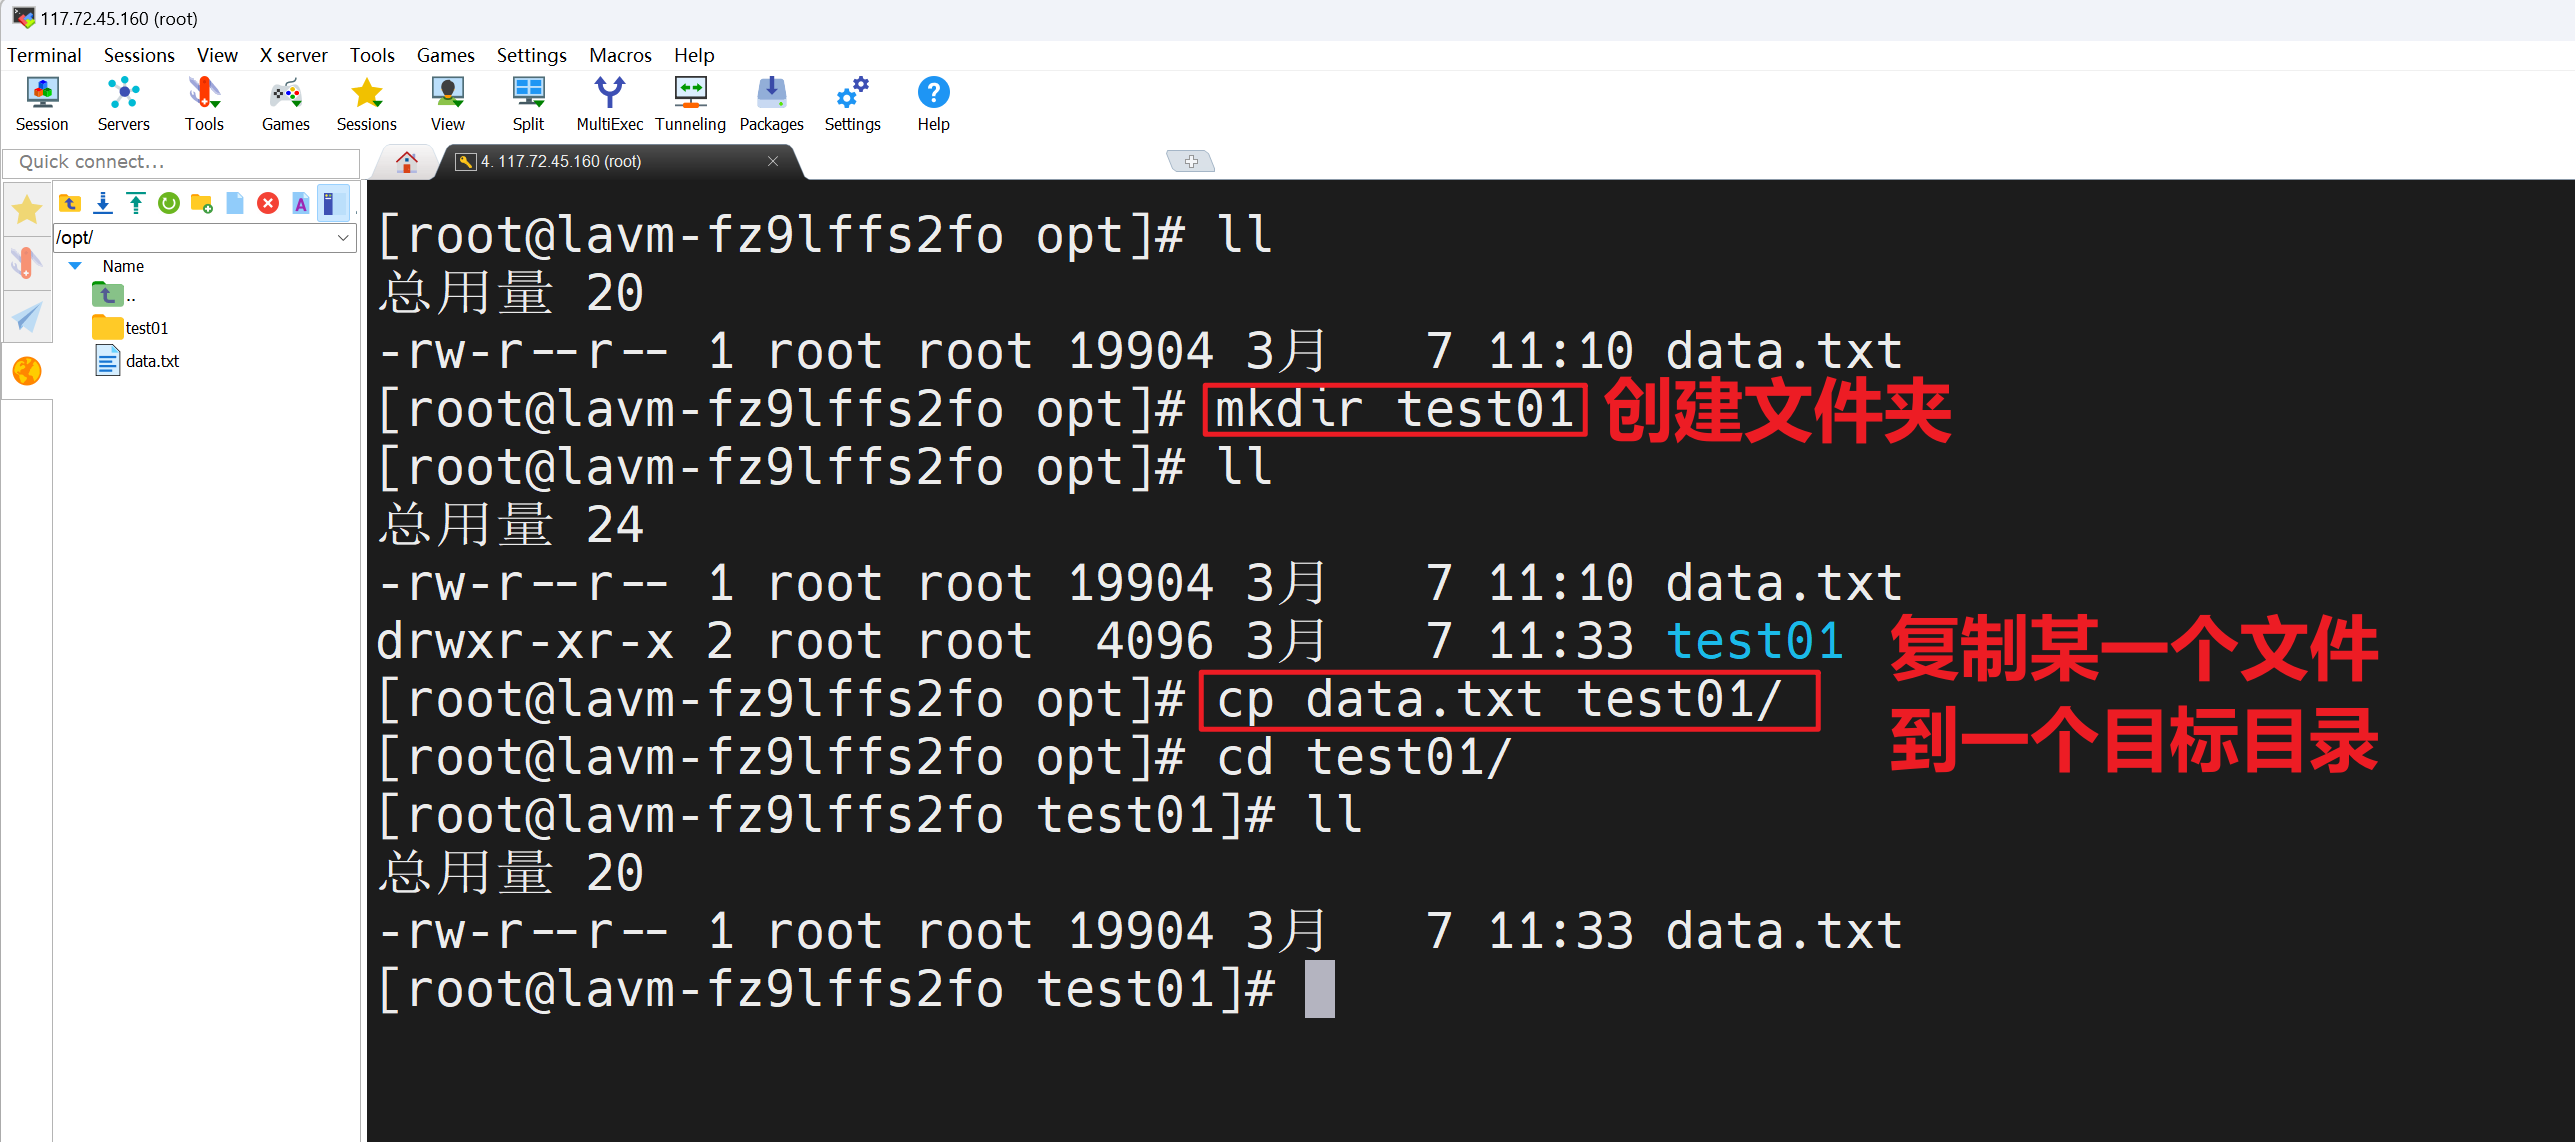 117.72.45.160 (root)
Terminal Sessions View X server Tools Games Settings Macros Help
Session Servers Tools Games Sessions View Split MultiExec Tunneling Packages Settings Help
Quick connect...
4. 117.72.45.160 (root)
/opt/
Name
..
test01
data.txt
[root@lavm-fz9lffs2fo opt]# ll
总用量 20
-rw-r--r-- 1 root root 19904 3月 7 11:10 data.txt
[root@lavm-fz9lffs2fo opt]# mkdir test01 创建文件夹
[root@lavm-fz9lffs2fo opt]# ll
总用量 24
-rw-r--r-- 1 root root 19904 3月 7 11:10 data.txt
drwxr-xr-x 2 root root 4096 3月 7 11:33 test01
复制某一个文件
[root@lavm-fz9lffs2fo opt]# cp data.txt test01/
到一个目标目录
[root@lavm-fz9lffs2fo opt]# cd test01/
[root@lavm-fz9lffs2fo test01]# ll
总用量 20
-rw-r--r-- 1 root root 19904 3月 7 11:33 data.txt
[root@lavm-fz9lffs2fo test01]#